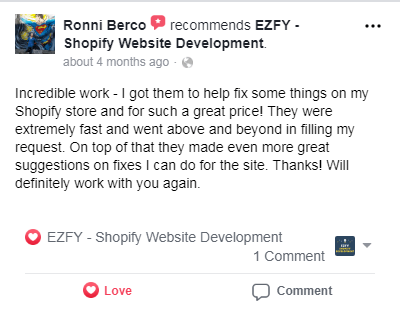 Ronni Berco recommends EZFY -
Shopify Website Development.
about 4 months ago ·
Incredible work - I got them to help fix some things on my
Shopify store and for such a great price! They were
extremely fast and went above and beyond in filling my
request. On top of that they made even more great
suggestions on fixes I can do for the site. Thanks! Will
definitely work with you again.
EZFY - Shopify Website Development
1 Comment
Love
Comment